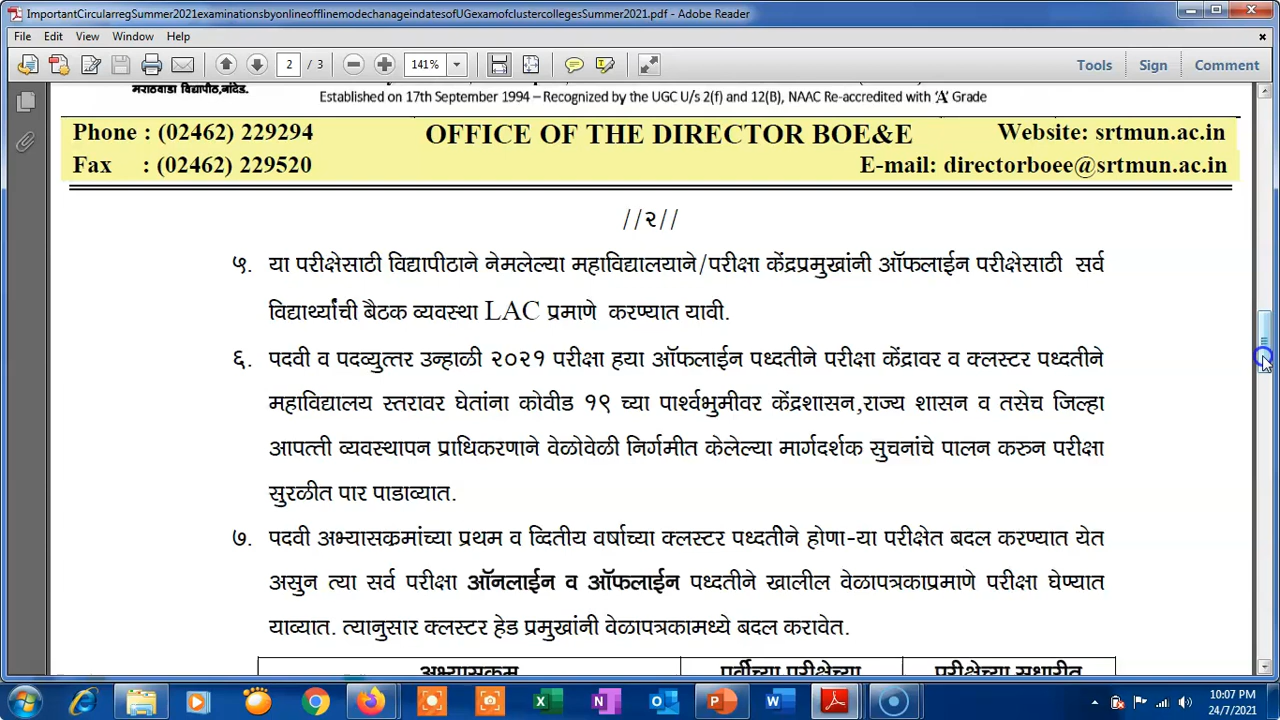 ImportantCircularregSummer2021examinationsbyonlineofflinemodechanageindatesofUGexamofclustercollegesSummer2021.pdf - Adobe Reader
File Edit View Window Help
2 / 3 141% Tools Sign Comment
मराठवाडा विद्यापीठ,नांदेड.
Established on 17th September 1994 – Recognized by the UGC U/s 2(f) and 12(B), NAAC Re-accredited with 'A' Grade
Phone : (02462) 229294 OFFICE OF THE DIRECTOR BOE&E Website: srtmun.ac.in
Fax : (02462) 229520 E-mail: directorboee@srtmun.ac.in
//२//
५. या परीक्षेसाठी विद्यापीठाने नेमलेल्या महाविद्यालयाने/परीक्षा केंद्रप्रमुखांनी ऑफलाईन परीक्षेसाठी सर्व
विद्यार्थ्यांची बैठक व्यवस्था LAC प्रमाणे करण्यात यावी.
६. पदवी व पदव्युत्तर उन्हाळी २०२१ परीक्षा हया ऑफलाईन पध्दतीने परीक्षा केंद्रावर व क्लस्टर पध्दतीने
महाविद्यालय स्तरावर घेतांना कोवीड १९ च्या पार्श्वभुमीवर केंद्रशासन,राज्य शासन व तसेच जिल्हा
आपत्ती व्यवस्थापन प्राधिकरणाने वेळोवेळी निर्गमीत केलेल्या मार्गदर्शक सुचनांचे पालन करुन परीक्षा
सुरळीत पार पाडाव्यात.
७. पदवी अभ्यासक्रमांच्या प्रथम व व्दितीय वर्षाच्या क्लस्टर पध्दतीने होणा-या परीक्षेत बदल करण्यात येत
असुन त्या सर्व परीक्षा ऑनलाईन व ऑफलाईन पध्दतीने खालील वेळापत्रकाप्रमाणे परीक्षा घेण्यात
याव्यात. त्यानुसार क्लस्टर हेड प्रमुखांनी वेळापत्रकामध्ये बदल करावेत.
अभ्यासक्रम पुर्वीच्या परीक्षेच्या परीक्षेच्या सुधारीत
10:07 PM
24/7/2021